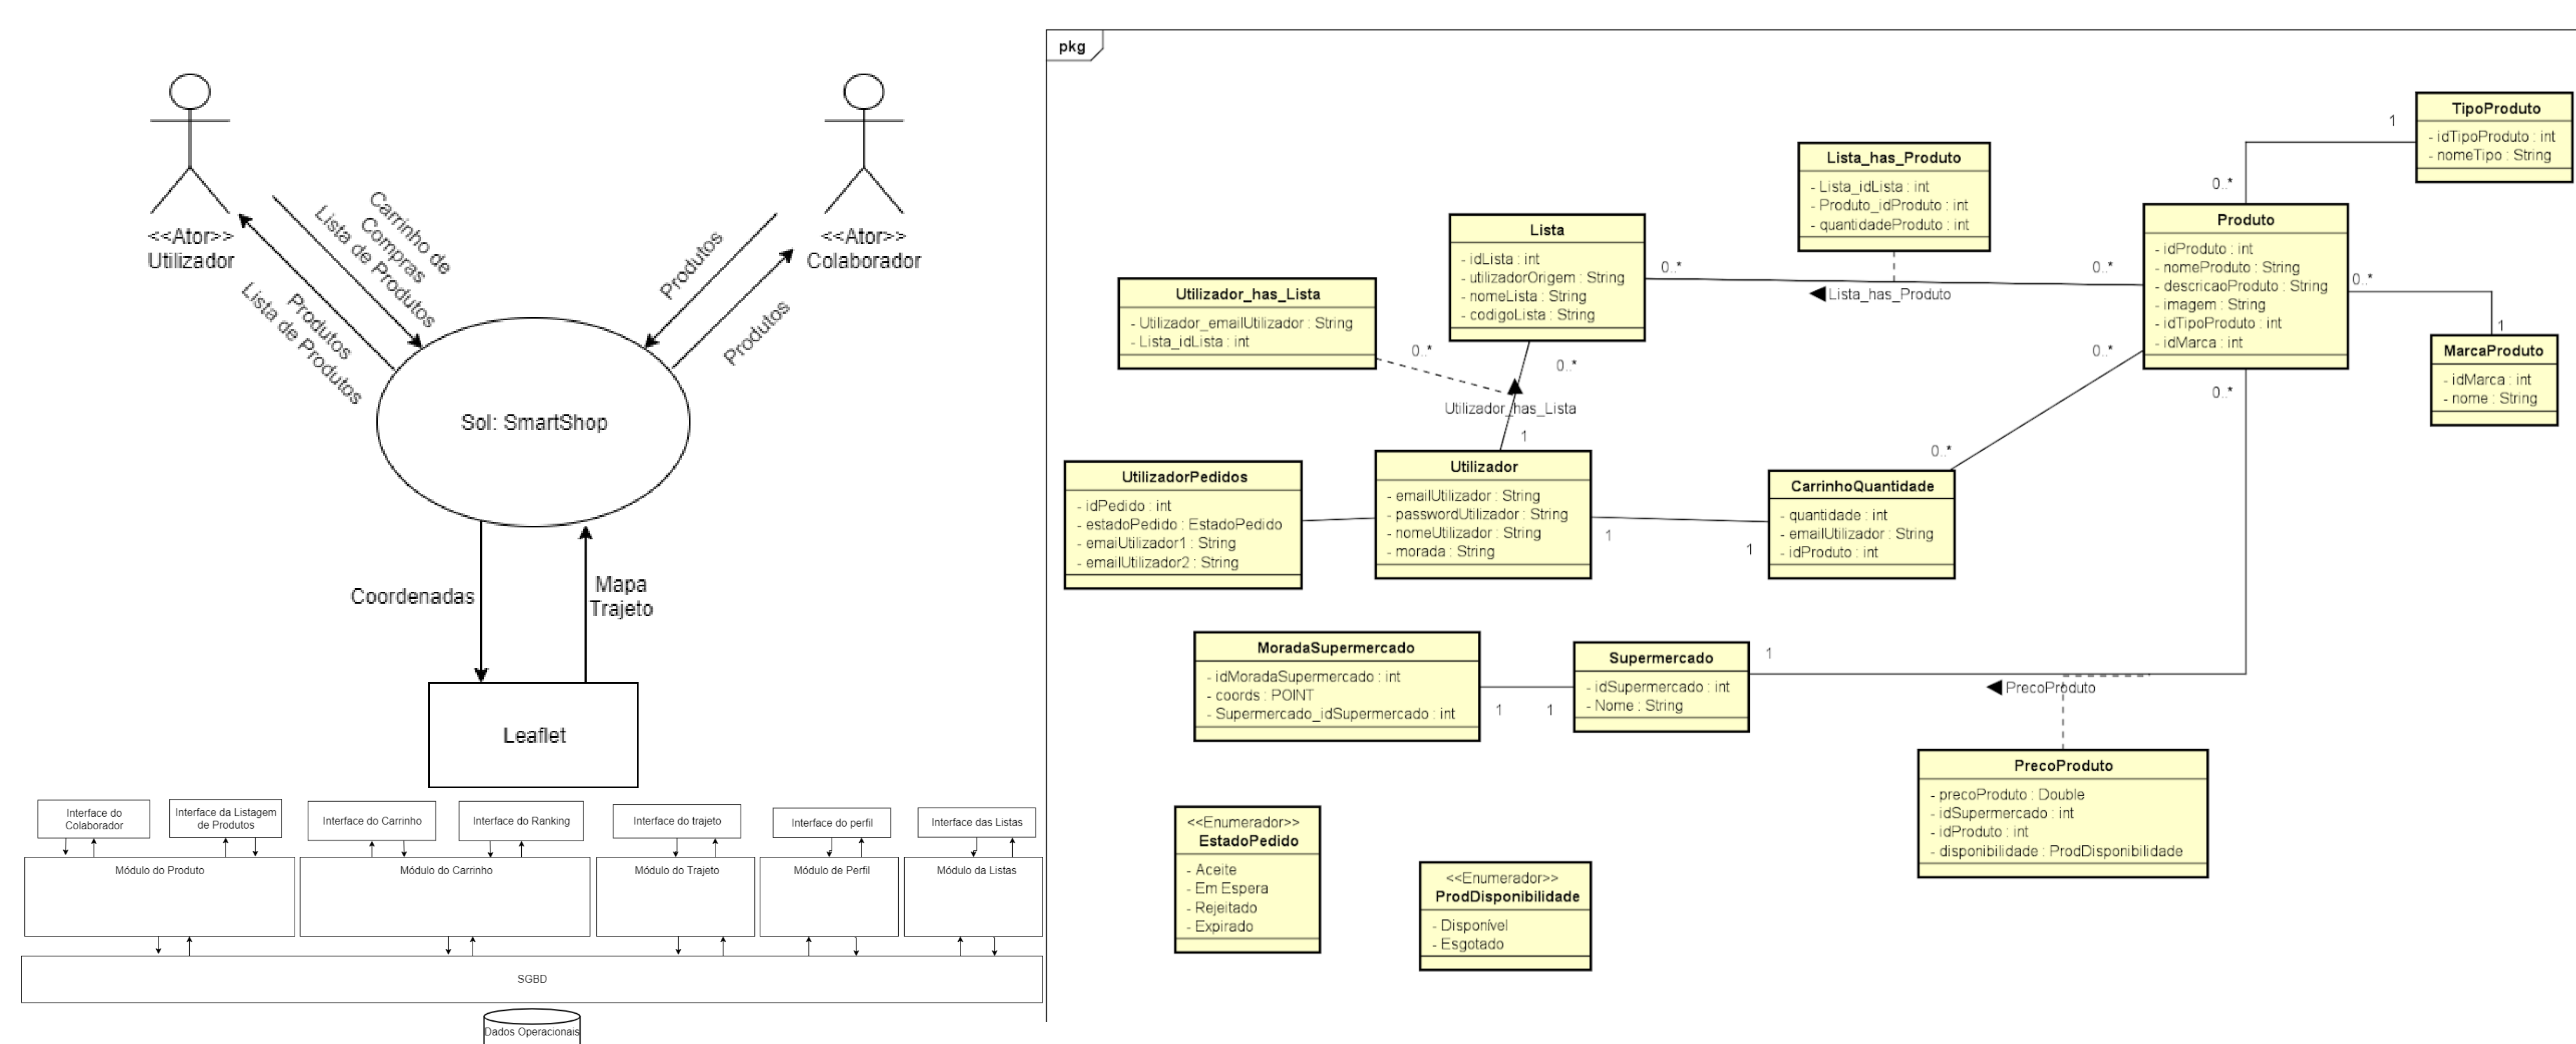 <<Ator>>
Utilizador
<<Ator>>
Colaborador
Carrinho de
Compras
Lista de Produtos
Produtos
Lista de Produtos
Produtos
Produtos
Sol: SmartShop
Coordenadas
Mapa
Trajeto
Leaflet
Interface do
Colaborador
Interface da Listagem
de Produtos
Interface do Carrinho
Interface do Ranking
Interface do trajeto
Interface do perfil
Interface das Listas
Módulo do Produto
Módulo do Carrinho
Módulo do Trajeto
Módulo de Perfil
Módulo da Listas
SGBD
Dados Operacionais
pkg
TipoProduto
- idTipoProduto : int
- nomeTipo : String
1
0..*
Lista_has_Produto
- Lista_idLista : int
- Produto_idProduto : int
- quantidadeProduto : int
Produto
- idProduto : int
- nomeProduto : String
- descricaoProduto : String
- imagem : String
- idTipoProduto : int
- idMarca : int
Lista
- idLista : int
- utilizadorOrigem : String
- nomeLista : String
- codigoLista : String
0..*
0..*
Lista_has_Produto
0..*
1
MarcaProduto
- idMarca : int
- nome : String
Utilizador_has_Lista
- Utilizador_emailUtilizador : String
- Lista_idLista : int
0..*
0..*
Utilizador_has_Lista
1
0..*
0..*
0..*
UtilizadorPedidos
- idPedido : int
- estadoPedido : EstadoPedido
- emaiUtilizador1 : String
- emailUtilizador2 : String
Utilizador
- emailUtilizador : String
- passwordUtilizador : String
- nomeUtilizador : String
- morada : String
1
1
CarrinhoQuantidade
- quantidade : int
- emailUtilizador : String
- idProduto : int
MoradaSupermercado
- idMoradaSupermercado : int
- coords : POINT
- Supermercado_idSupermercado : int
1
1
Supermercado
- idSupermercado : int
- Nome : String
1
PrecoProduto
PrecoProduto
- precoProduto : Double
- idSupermercado : int
- idProduto : int
- disponibilidade : ProdDisponibilidade
<<Enumerador>>
EstadoPedido
- Aceite
- Em Espera
- Rejeitado
- Expirado
<<Enumerador>>
ProdDisponibilidade
- Disponível
- Esgotado